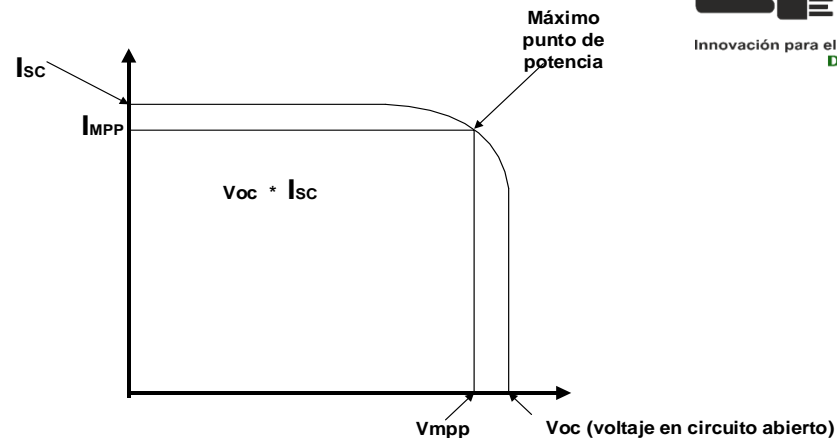 Innovación para el
Máximo
punto de
potencia
Isc
IMPP
Voc * Isc
Vmpp
Voc (voltaje en circuito abierto)